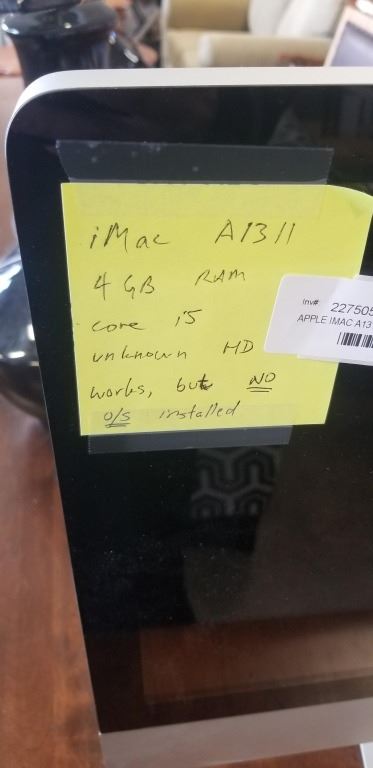 iMac A1311
4 GB RAM
core i5
unknown HD
works, but NO
o/s installed
Inv# 227505
APPLE IMAC A13